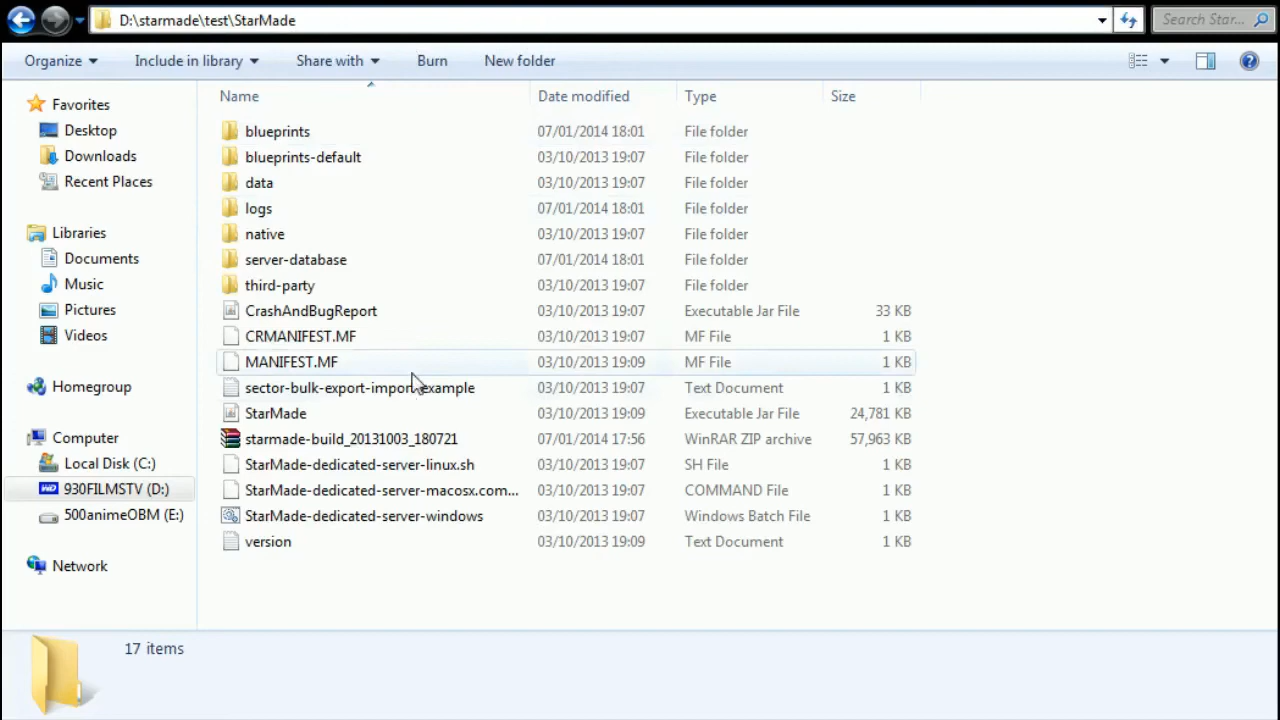 D:\starmade\test\StarMade
Search Star...
Organize
Include in library
Share with
Burn
New folder
Name
Date modified
Type
Size
Favorites
Desktop
Downloads
Recent Places
Libraries
Documents
Music
Pictures
Videos
Homegroup
Computer
Local Disk (C:)
WD 930FILMSTV (D:)
500animeOBM (E:)
Network
blueprints 07/01/2014 18:01 File folder
blueprints-default 03/10/2013 19:07 File folder
data 03/10/2013 19:07 File folder
logs 07/01/2014 18:01 File folder
native 03/10/2013 19:07 File folder
server-database 07/01/2014 18:01 File folder
third-party 03/10/2013 19:07 File folder
CrashAndBugReport 03/10/2013 19:07 Executable Jar File 33 KB
CRMANIFEST.MF 03/10/2013 19:07 MF File 1 KB
MANIFEST.MF 03/10/2013 19:09 MF File 1 KB
sector-bulk-export-import-example 03/10/2013 19:07 Text Document 1 KB
StarMade 03/10/2013 19:09 Executable Jar File 24,781 KB
starmade-build_20131003_180721 07/01/2014 17:56 WinRAR ZIP archive 57,963 KB
StarMade-dedicated-server-linux.sh 03/10/2013 19:07 SH File 1 KB
StarMade-dedicated-server-macosx.com... 03/10/2013 19:07 COMMAND File 1 KB
StarMade-dedicated-server-windows 03/10/2013 19:07 Windows Batch File 1 KB
version 03/10/2013 19:09 Text Document 1 KB
17 items